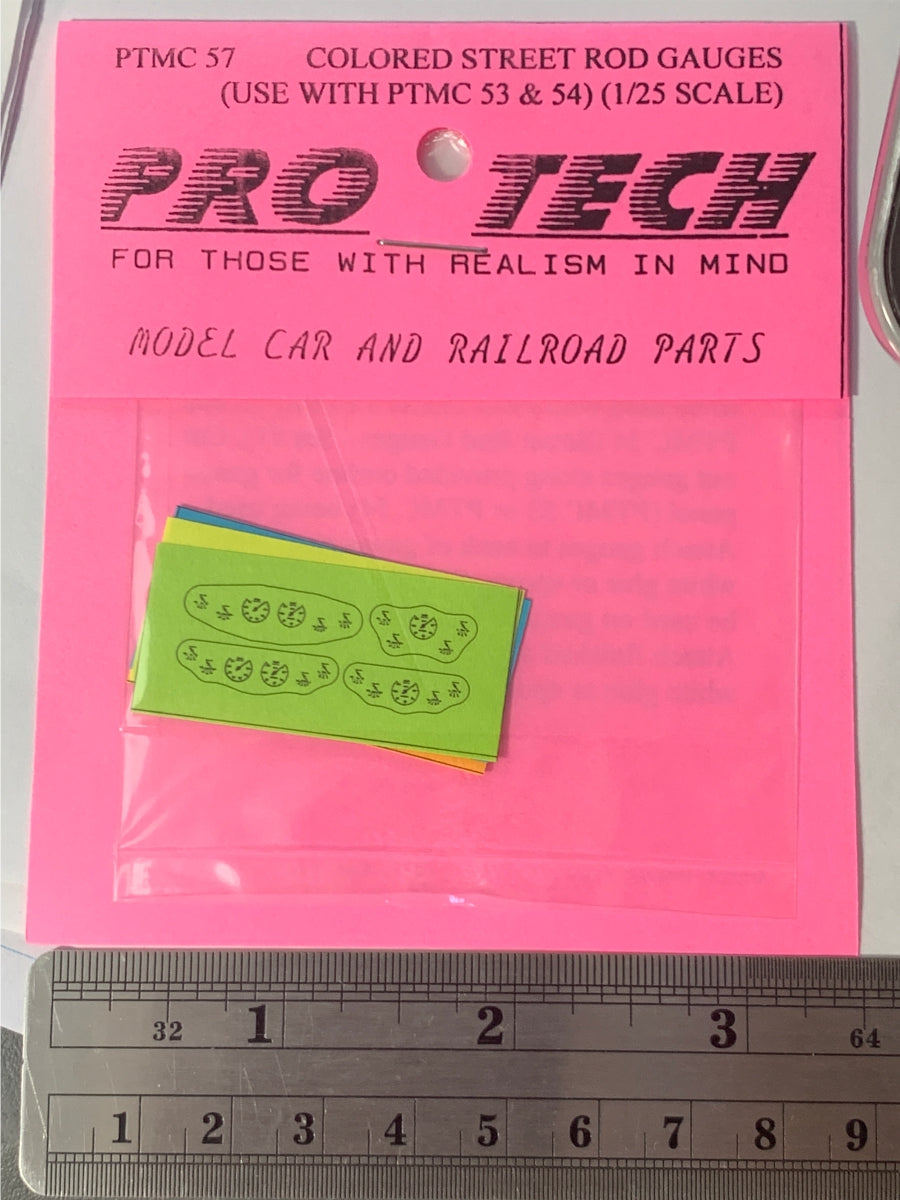 PTMC 57 COLORED STREET ROD GAUGES
(USE WITH PTMC 53 & 54) (1/25 SCALE)
PRO TECH
FOR THOSE WITH REALISM IN MIND
MODEL CAR AND RAILROAD PARTS
32 1 2 3 64
1 2 3 4 5 6 7 8 9